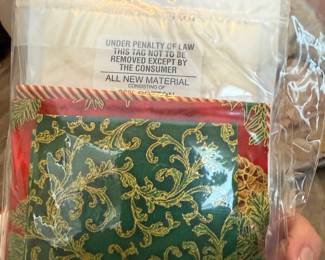 UNDER PENALTY OF LAW
THIS TAG NOT TO BE
REMOVED EXCEPT BY
THE CONSUMER
ALL NEW MATERIAL
CONSISTING OF